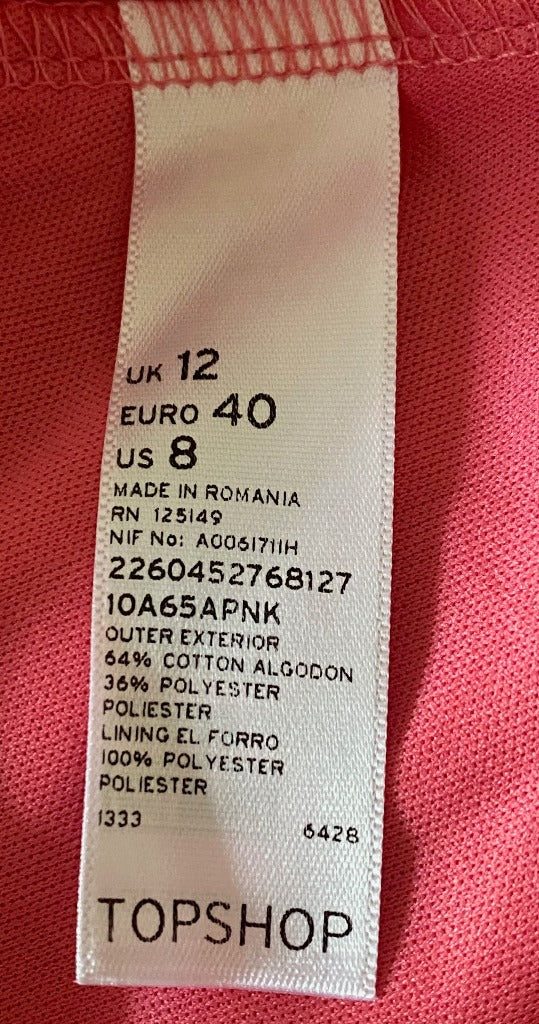 UK 12
EURO 40
US 8
MADE IN ROMANIA
RN 125149
NIF No: A0061711H
2260452768127
10A65APNK
OUTER EXTERIOR
64% COTTON ALGODON
36% POLYESTER
POLIESTER
LINING EL FORRO
100% POLYESTER
POLIESTER
1333 6428
TOPSHOP